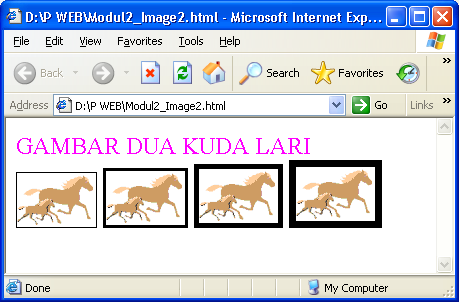 D:\P WEB\Modul2_Image2.html - Microsoft Internet Exp...
File Edit View Favorites Tools Help
Back Search Favorites
Address D:\P WEB\Modul2_Image2.html Go Links
GAMBAR DUA KUDA LARI
Done My Computer